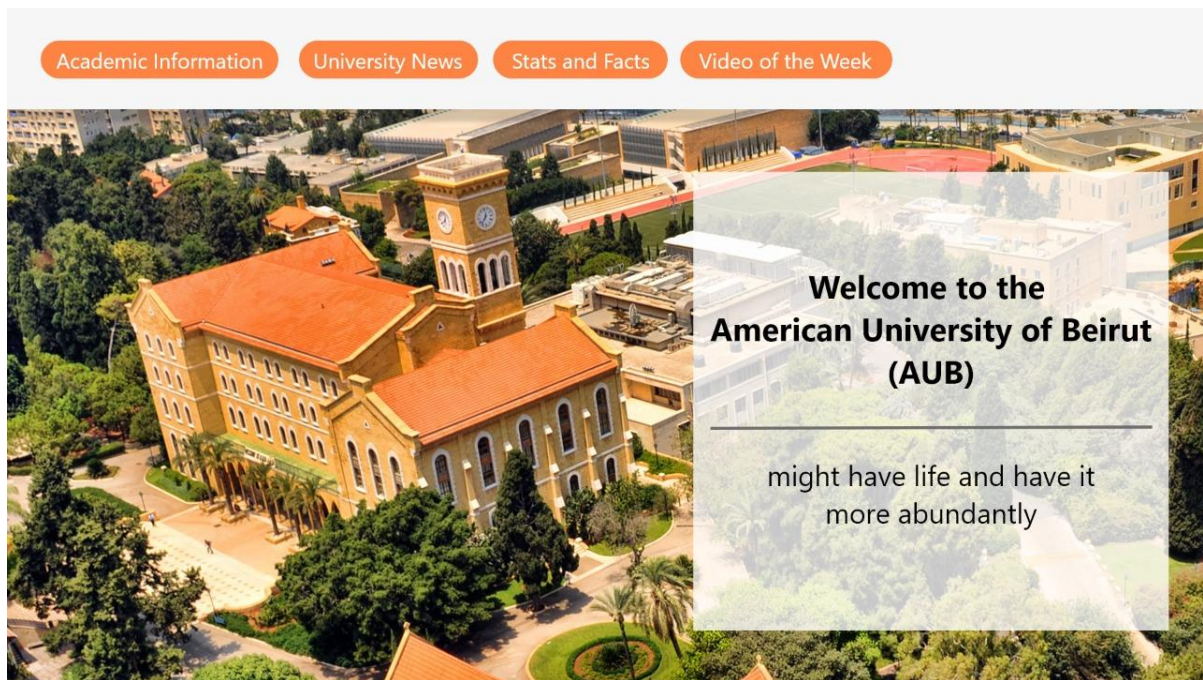 Academic Information
University News
Stats and Facts
Video of the Week
Welcome to the
American University of Beirut
(AUB)
might have life and have it
more abundantly